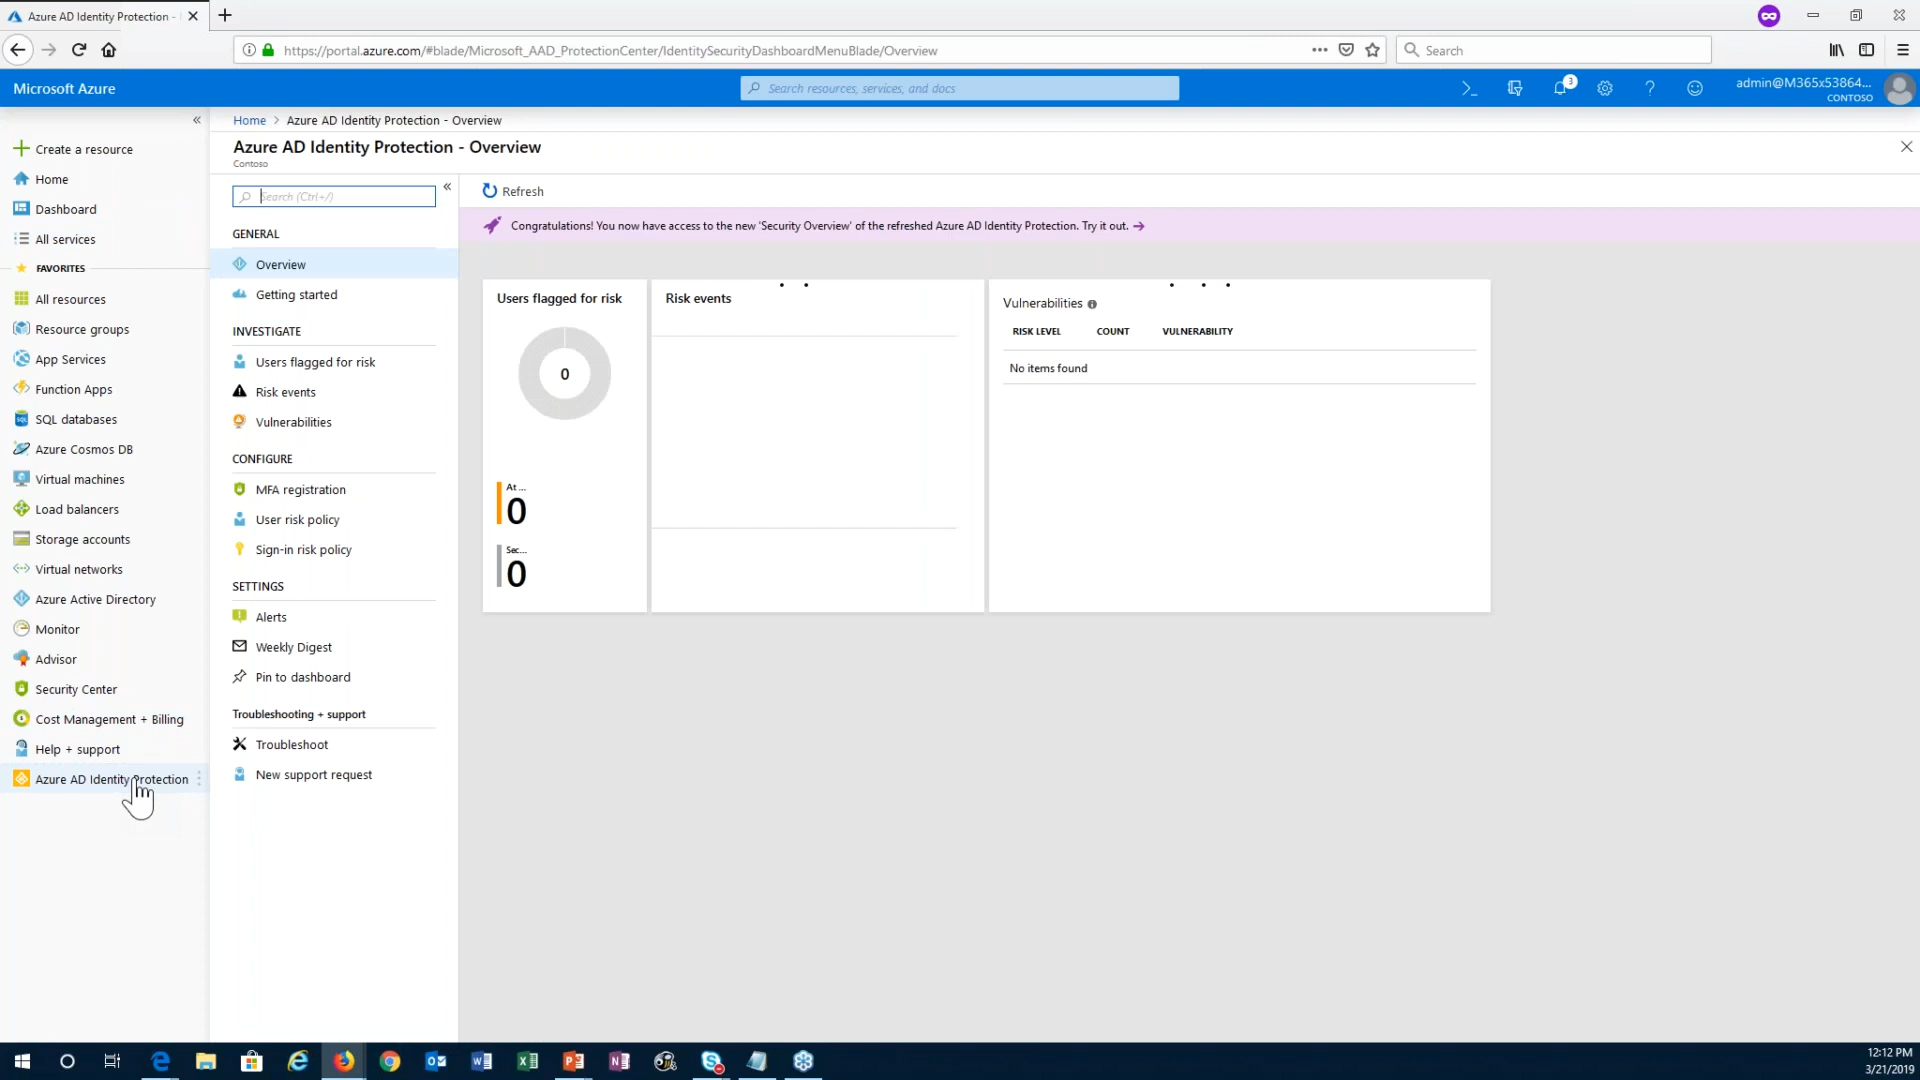 Azure AD Identity Protection -
https://portal.azure.com/#blade/Microsoft_AAD_ProtectionCenter/IdentitySecurityDashboardMenuBlade/Overview
Search
Microsoft Azure
Search resources, services, and docs
3
admin@M365x53864...
CONTOSO
Create a resource
Home
Dashboard
All services
FAVORITES
All resources
Resource groups
App Services
Function Apps
SQL databases
Azure Cosmos DB
Virtual machines
Load balancers
Storage accounts
Virtual networks
Azure Active Directory
Monitor
Advisor
Security Center
Cost Management + Billing
Help + support
Azure AD Identity Protection
Home > Azure AD Identity Protection - Overview
Azure AD Identity Protection - Overview
Contoso
Search (Ctrl+/)
GENERAL
Overview
Getting started
INVESTIGATE
Users flagged for risk
Risk events
Vulnerabilities
CONFIGURE
MFA registration
User risk policy
Sign-in risk policy
SETTINGS
Alerts
Weekly Digest
Pin to dashboard
Troubleshooting + support
Troubleshoot
New support request
Refresh
Congratulations! You now have access to the new 'Security Overview' of the refreshed Azure AD Identity Protection. Try it out. →
Users flagged for risk
0
At ...
0
Sec...
0
Risk events
Vulnerabilities
RISK LEVEL COUNT VULNERABILITY
No items found
12:12 PM
3/21/2019